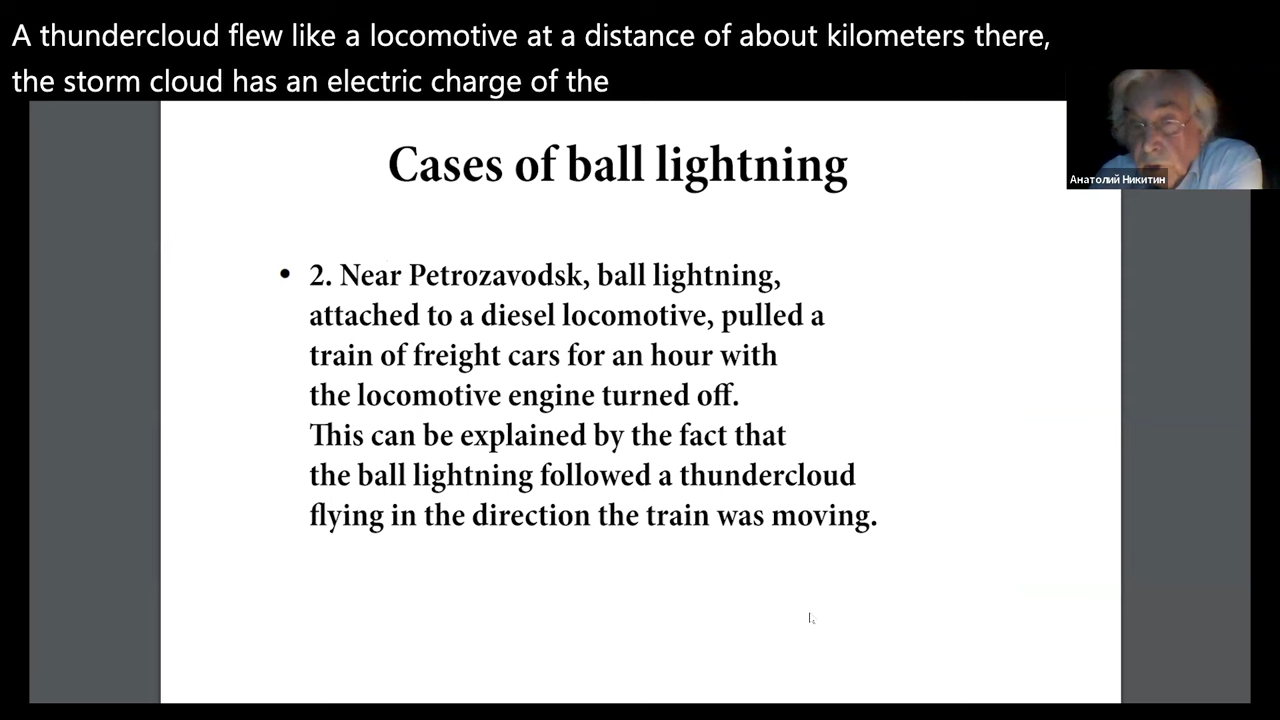 A thundercloud flew like a locomotive at a distance of about kilometers there,
the storm cloud has an electric charge of the
Анатолий Никитин
Cases of ball lightning
• 2. Near Petrozavodsk, ball lightning,
attached to a diesel locomotive, pulled a
train of freight cars for an hour with
the locomotive engine turned off.
This can be explained by the fact that
the ball lightning followed a thundercloud
flying in the direction the train was moving.